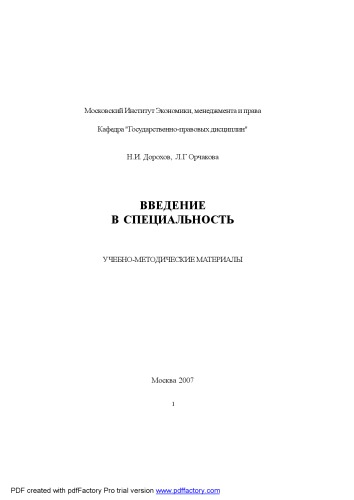 Московский Институт Экономики, менеджмента и права
Кафедра "Государственно-правовых дисциплин"
Н.И. Дорохов, Л.Г Орчакова
ВВЕДЕНИЕ
В СПЕЦИАЛЬНОСТЬ
УЧЕБНО-МЕТОДИЧЕСКИЕ МАТЕРИАЛЫ
Москва 2007
1
PDF created with pdfFactory Pro trial version www.pdffactory.com